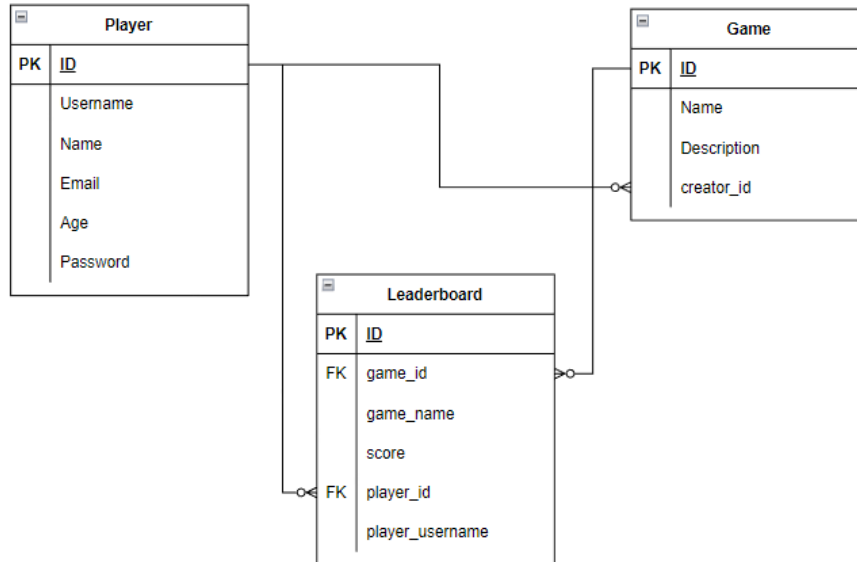 Player
PK ID
Username
Name
Email
Age
Password
Game
PK ID
Name
Description
creator_id
Leaderboard
PK ID
FK game_id
game_name
score
FK player_id
player_username